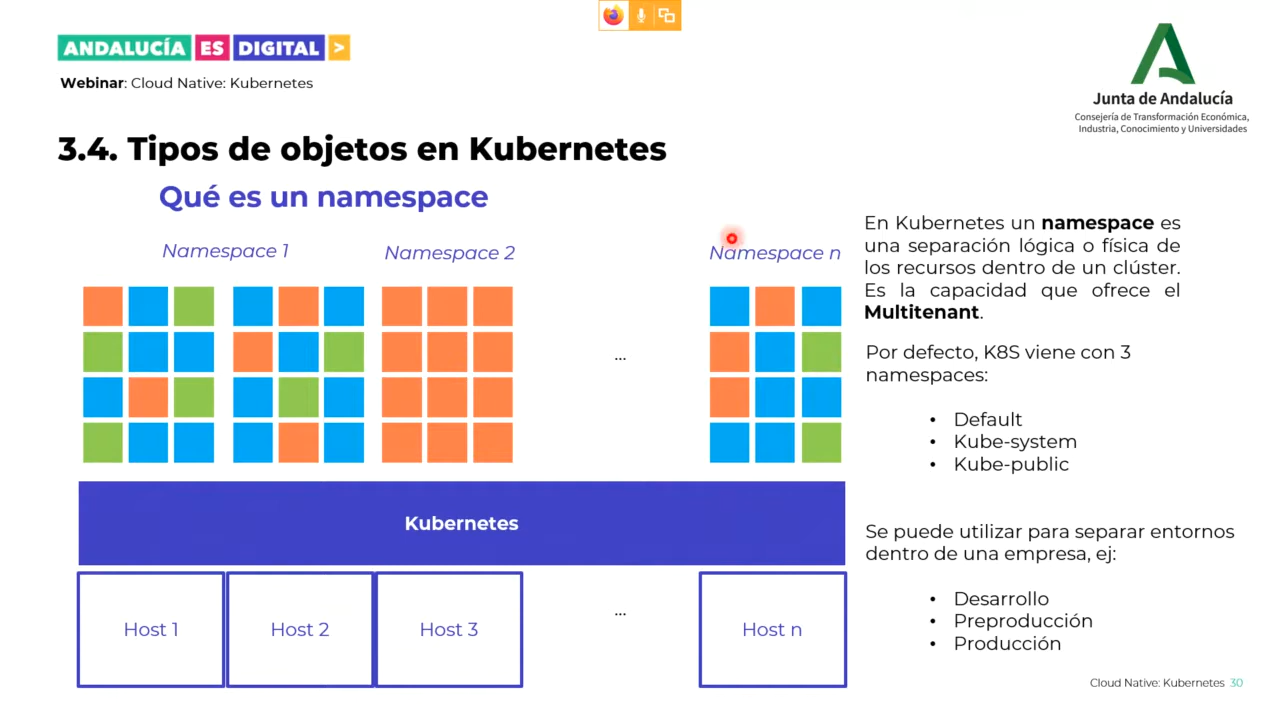 ANDALUCÍA ES DIGITAL >
Webinar: Cloud Native: Kubernetes
Junta de Andalucía
Consejería de Transformación Económica,
Industria, Conocimiento y Universidades
3.4. Tipos de objetos en Kubernetes
Qué es un namespace
Namespace 1
Namespace 2
Namespace n
...
Kubernetes
Host 1
Host 2
Host 3
...
Host n
En Kubernetes un namespace es
una separación lógica o física de
los recursos dentro de un clúster.
Es la capacidad que ofrece el
Multitenant.
Por defecto, K8S viene con 3
namespaces:
• Default
• Kube-system
• Kube-public
Se puede utilizar para separar entornos
dentro de una empresa, ej:
• Desarrollo
• Preproducción
• Producción
Cloud Native: Kubernetes 30